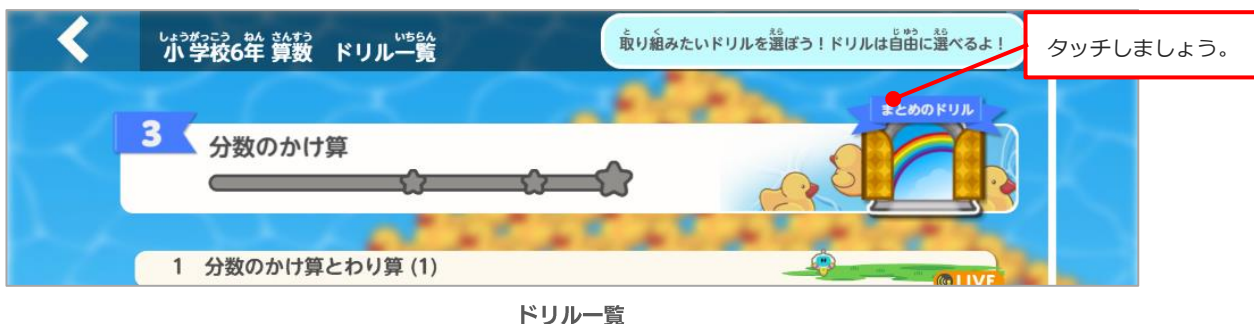 しょうがっこう ねん さんすう いちらん
小学校6年 算数 ドリル一覧
と く えら じゆう えら
取り組みたいドリルを選ぼう！ドリルは自由に選べるよ！
タッチしましょう。
まとめのドリル
3 分数のかけ算
1 分数のかけ算とわり算 (1)
LIVE
ドリル一覧